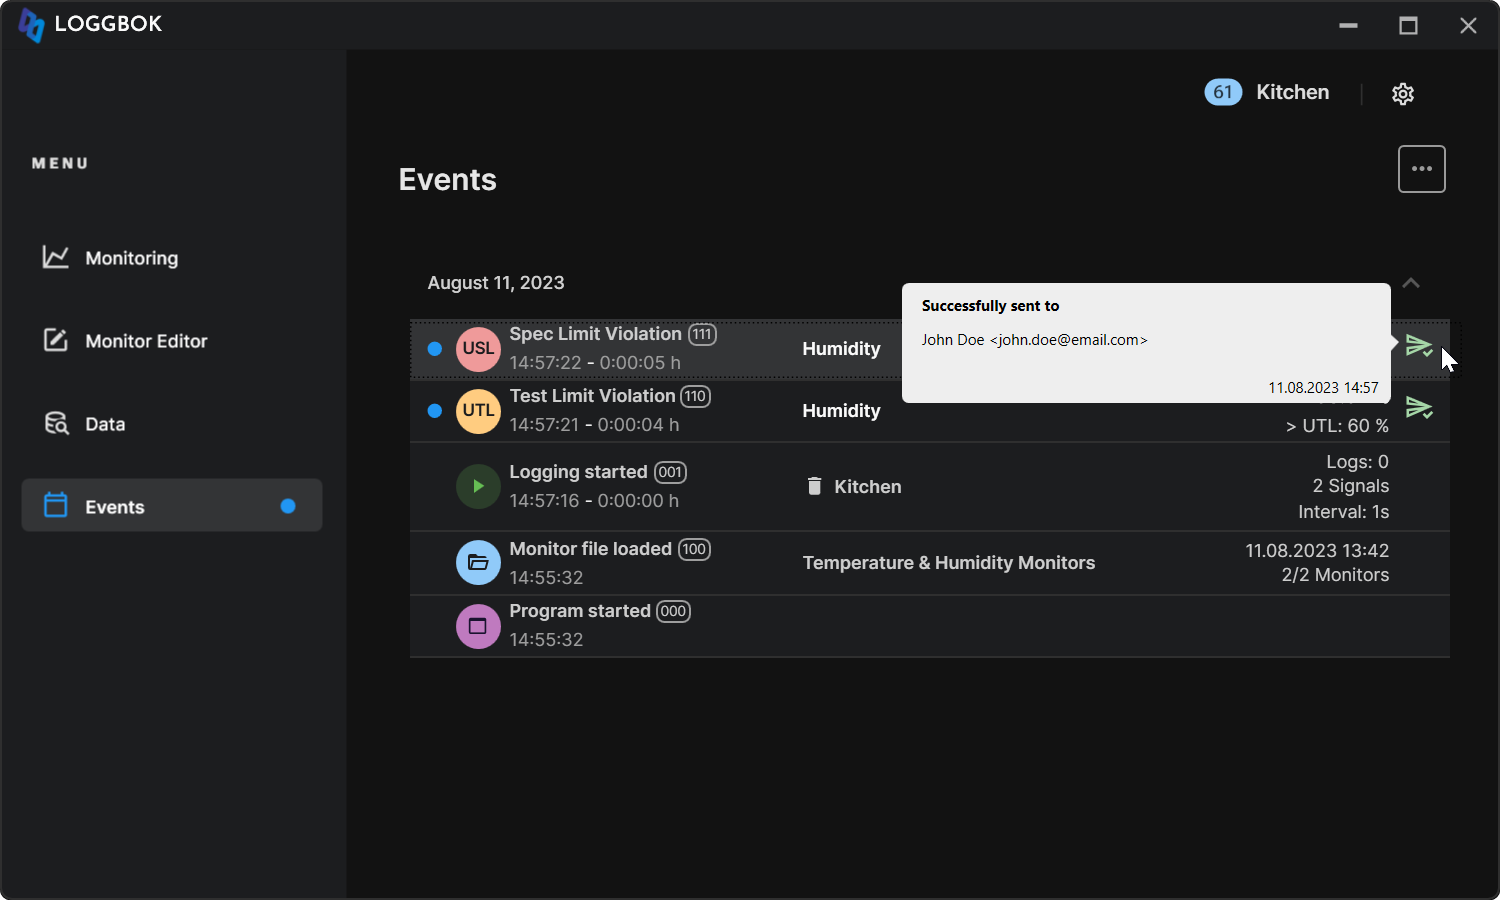 LOGGBOK
61 Kitchen
MENU
Events
Monitoring
Monitor Editor
Data
Events
August 11, 2023
Successfully sent to
John Doe <john.doe@email.com>
11.08.2023 14:57
USL Spec Limit Violation 111
14:57:22 - 0:00:05 h
Humidity
UTL Test Limit Violation 110
14:57:21 - 0:00:04 h
Humidity
> UTL: 60 %
Logging started 001
14:57:16 - 0:00:00 h
Kitchen
Logs: 0
2 Signals
Interval: 1s
Monitor file loaded 100
14:55:32
Temperature & Humidity Monitors
11.08.2023 13:42
2/2 Monitors
Program started 000
14:55:32